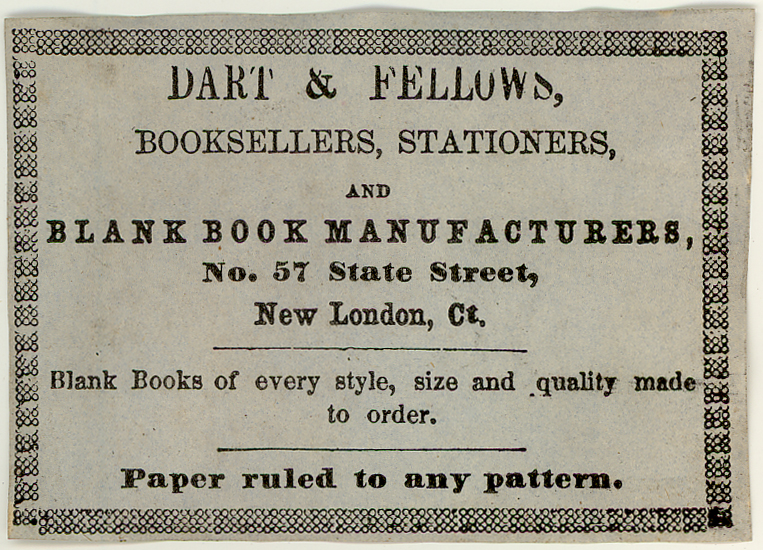 DART & FELLOWS,
BOOKSELLERS, STATIONERS,
AND
BLANK BOOK MANUFACTURERS,
No. 57 State Street,
New London, Ct.
Blank Books of every style, size and quality made
to order.
Paper ruled to any pattern.